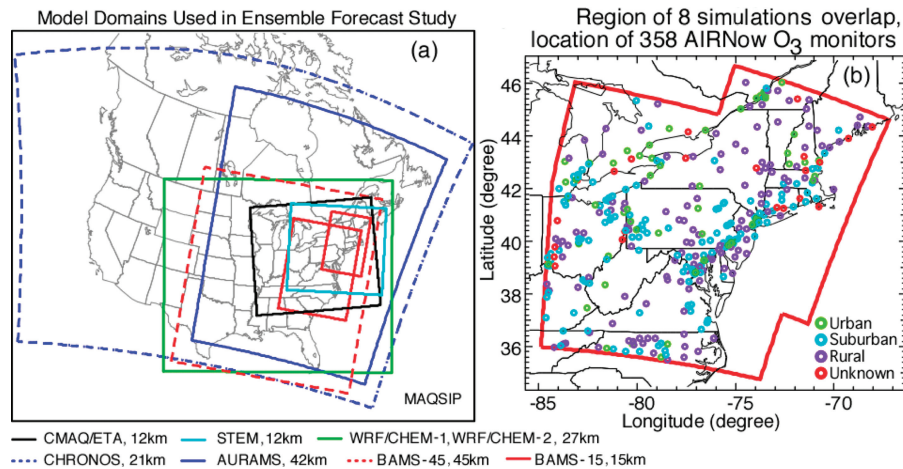 Model Domains Used in Ensemble Forecast Study
(a)
MAQSIP
CMAQ/ETA, 12km
STEM, 12km
WRF/CHEM-1, WRF/CHEM-2, 27km
CHRONOS, 21km
AURAMS, 42km
BAMS-45, 45km
BAMS-15, 15km
Region of 8 simulations overlap,
location of 358 AIRNow O3 monitors
(b)
Latitude (degree)
46
44
42
40
38
36
Urban
Suburban
Rural
Unknown
-85
-80
-75
-70
Longitude (degree)